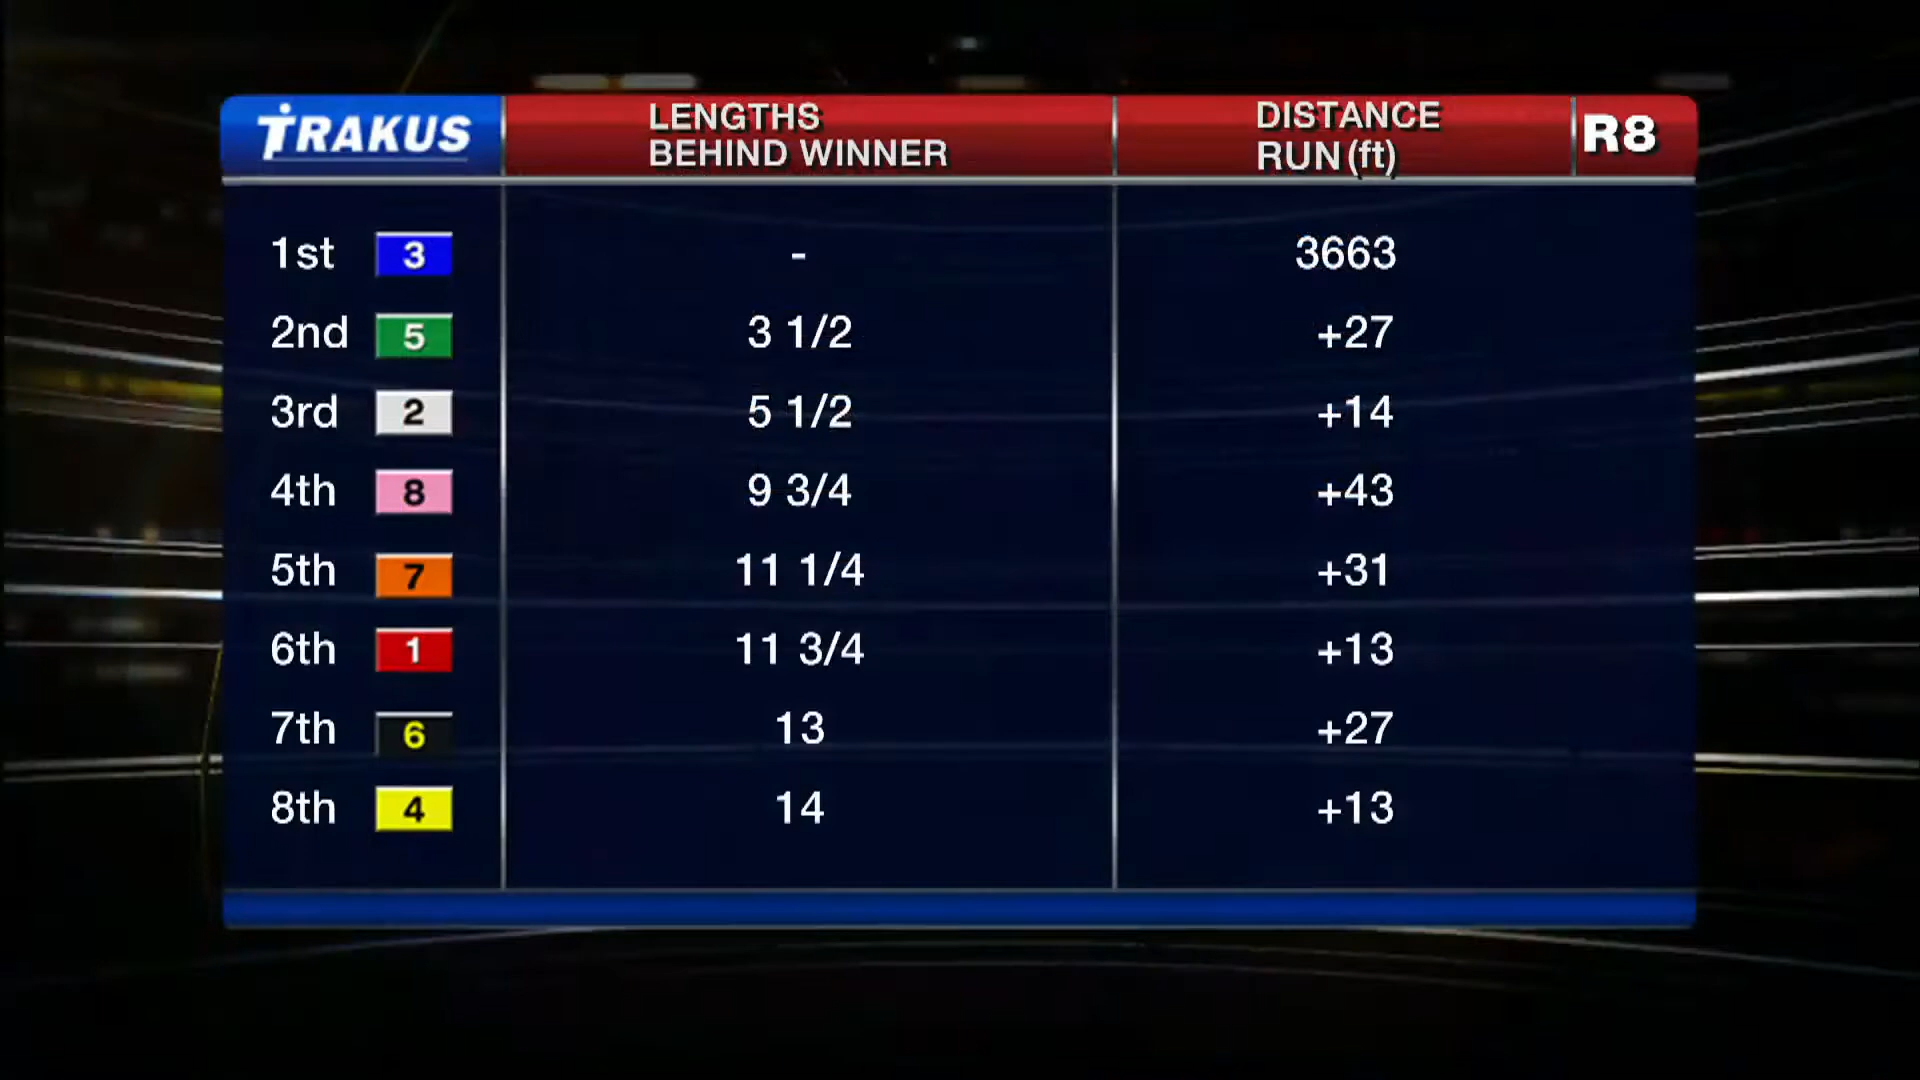 TRAKUS
LENGTHS
BEHIND WINNER
DISTANCE
RUN (ft)
R8
1st 3 - 3663
2nd 5 3 1/2 +27
3rd 2 5 1/2 +14
4th 8 9 3/4 +43
5th 7 11 1/4 +31
6th 1 11 3/4 +13
7th 6 13 +27
8th 4 14 +13